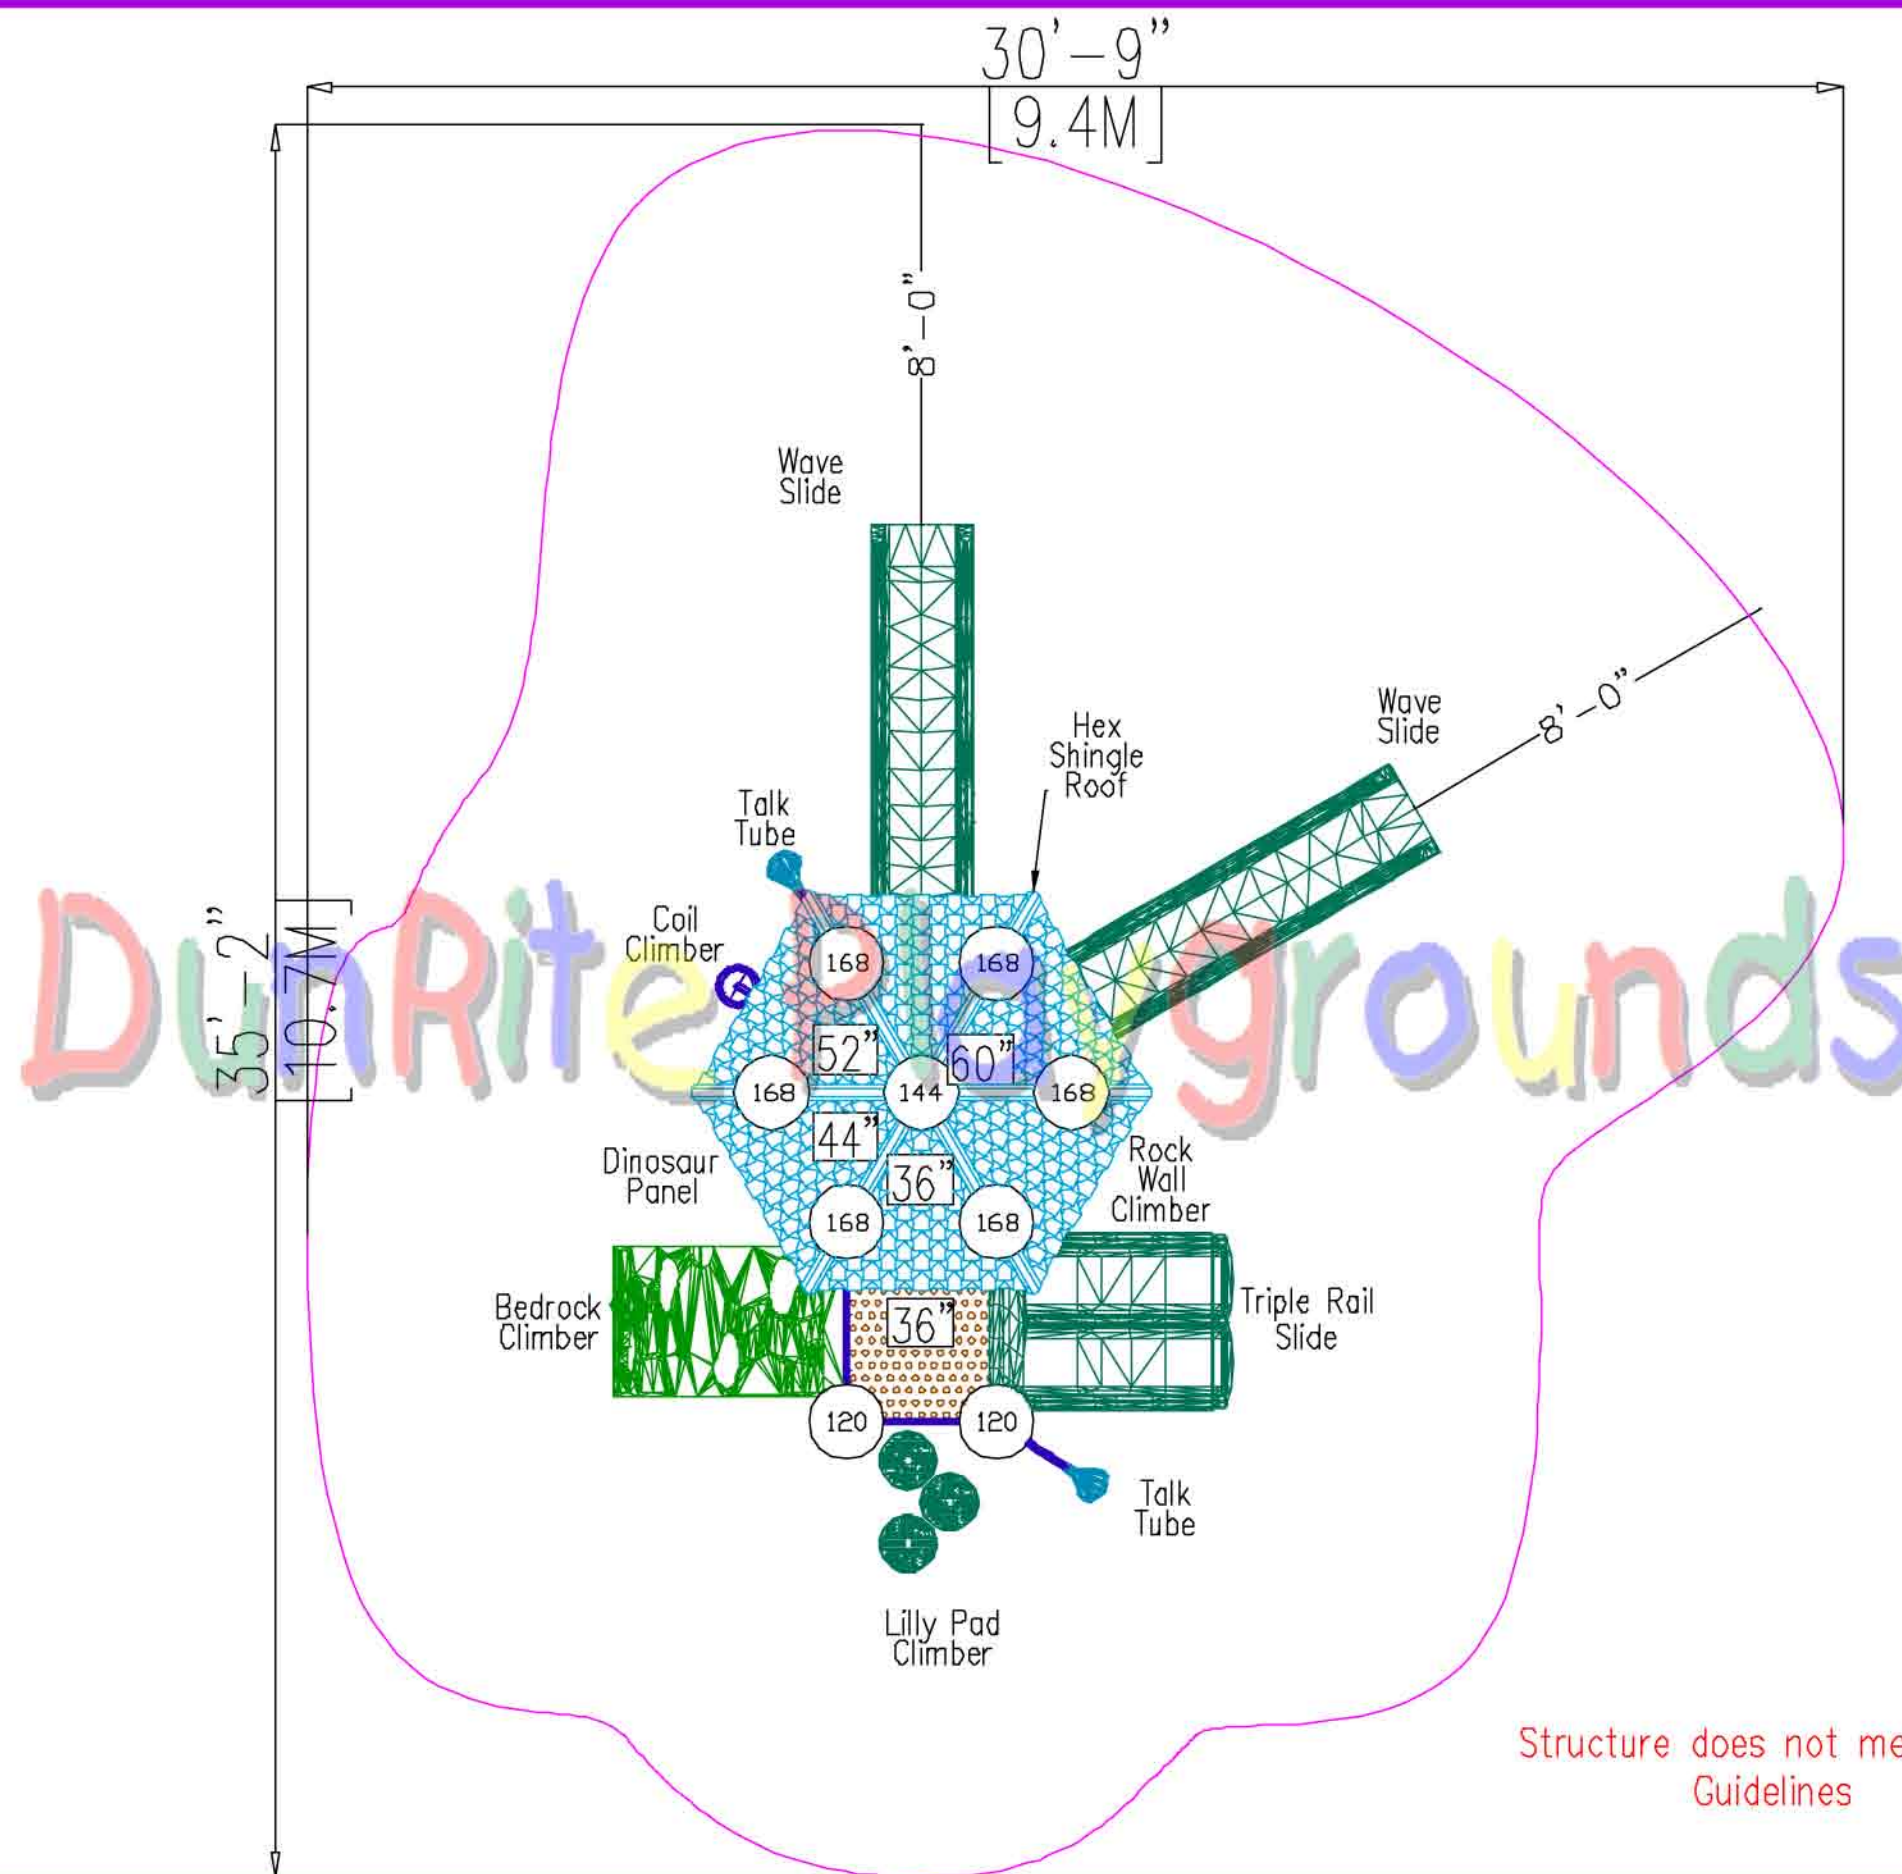 30'-9"
[9.4M]
8'-0"
Wave
Slide
Wave
Slide
8'-0"
Hex
Shingle
Roof
Talk
Tube
Coil
Climber
35'-2"
[10.7M]
DunRite Playgrounds
168
168
52"
60"
168
144
168
44"
36"
Dinosaur
Panel
Rock
Wall
Climber
168
168
Bedrock
Climber
36"
Triple Rail
Slide
120
120
Talk
Tube
Lilly Pad
Climber
Structure does not me
Guidelines